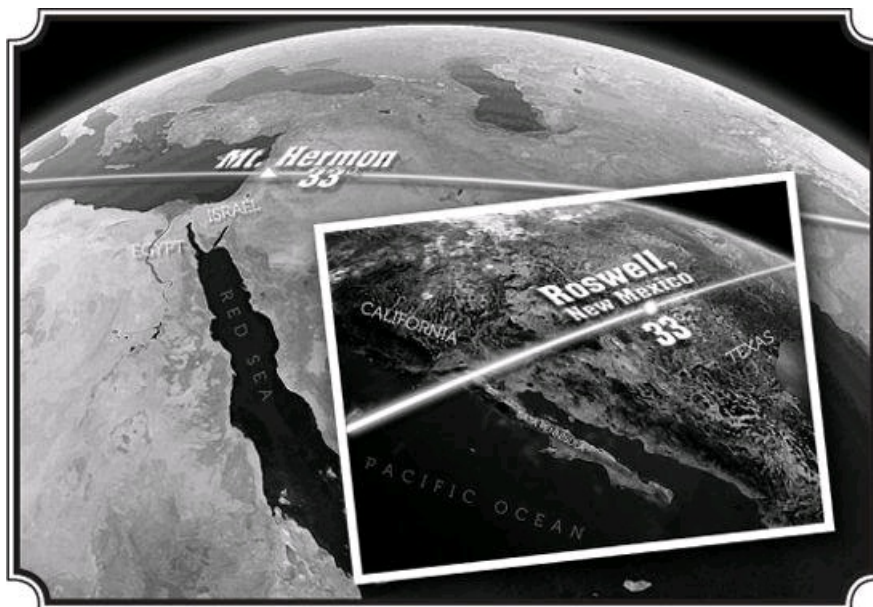 Mt. Hermon
33°
ISRAEL
EGYPT
RED SEA
Roswell,
New Mexico
33
CALIFORNIA
TEXAS
PACIFIC OCEAN